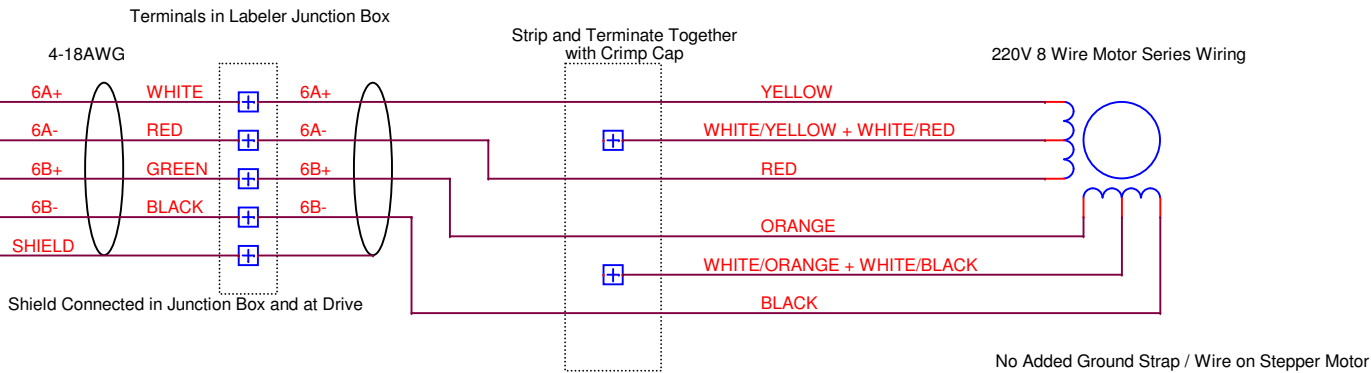 Terminals in Labeler Junction Box
Strip and Terminate Together
with Crimp Cap
4-18AWG
220V 8 Wire Motor Series Wiring
6A+ WHITE 6A+ YELLOW
6A- RED 6A- WHITE/YELLOW + WHITE/RED
6B+ GREEN 6B+ RED
6B- BLACK 6B-
ORANGE
SHIELD
WHITE/ORANGE + WHITE/BLACK
Shield Connected in Junction Box and at Drive
BLACK
No Added Ground Strap / Wire on Stepper Motor